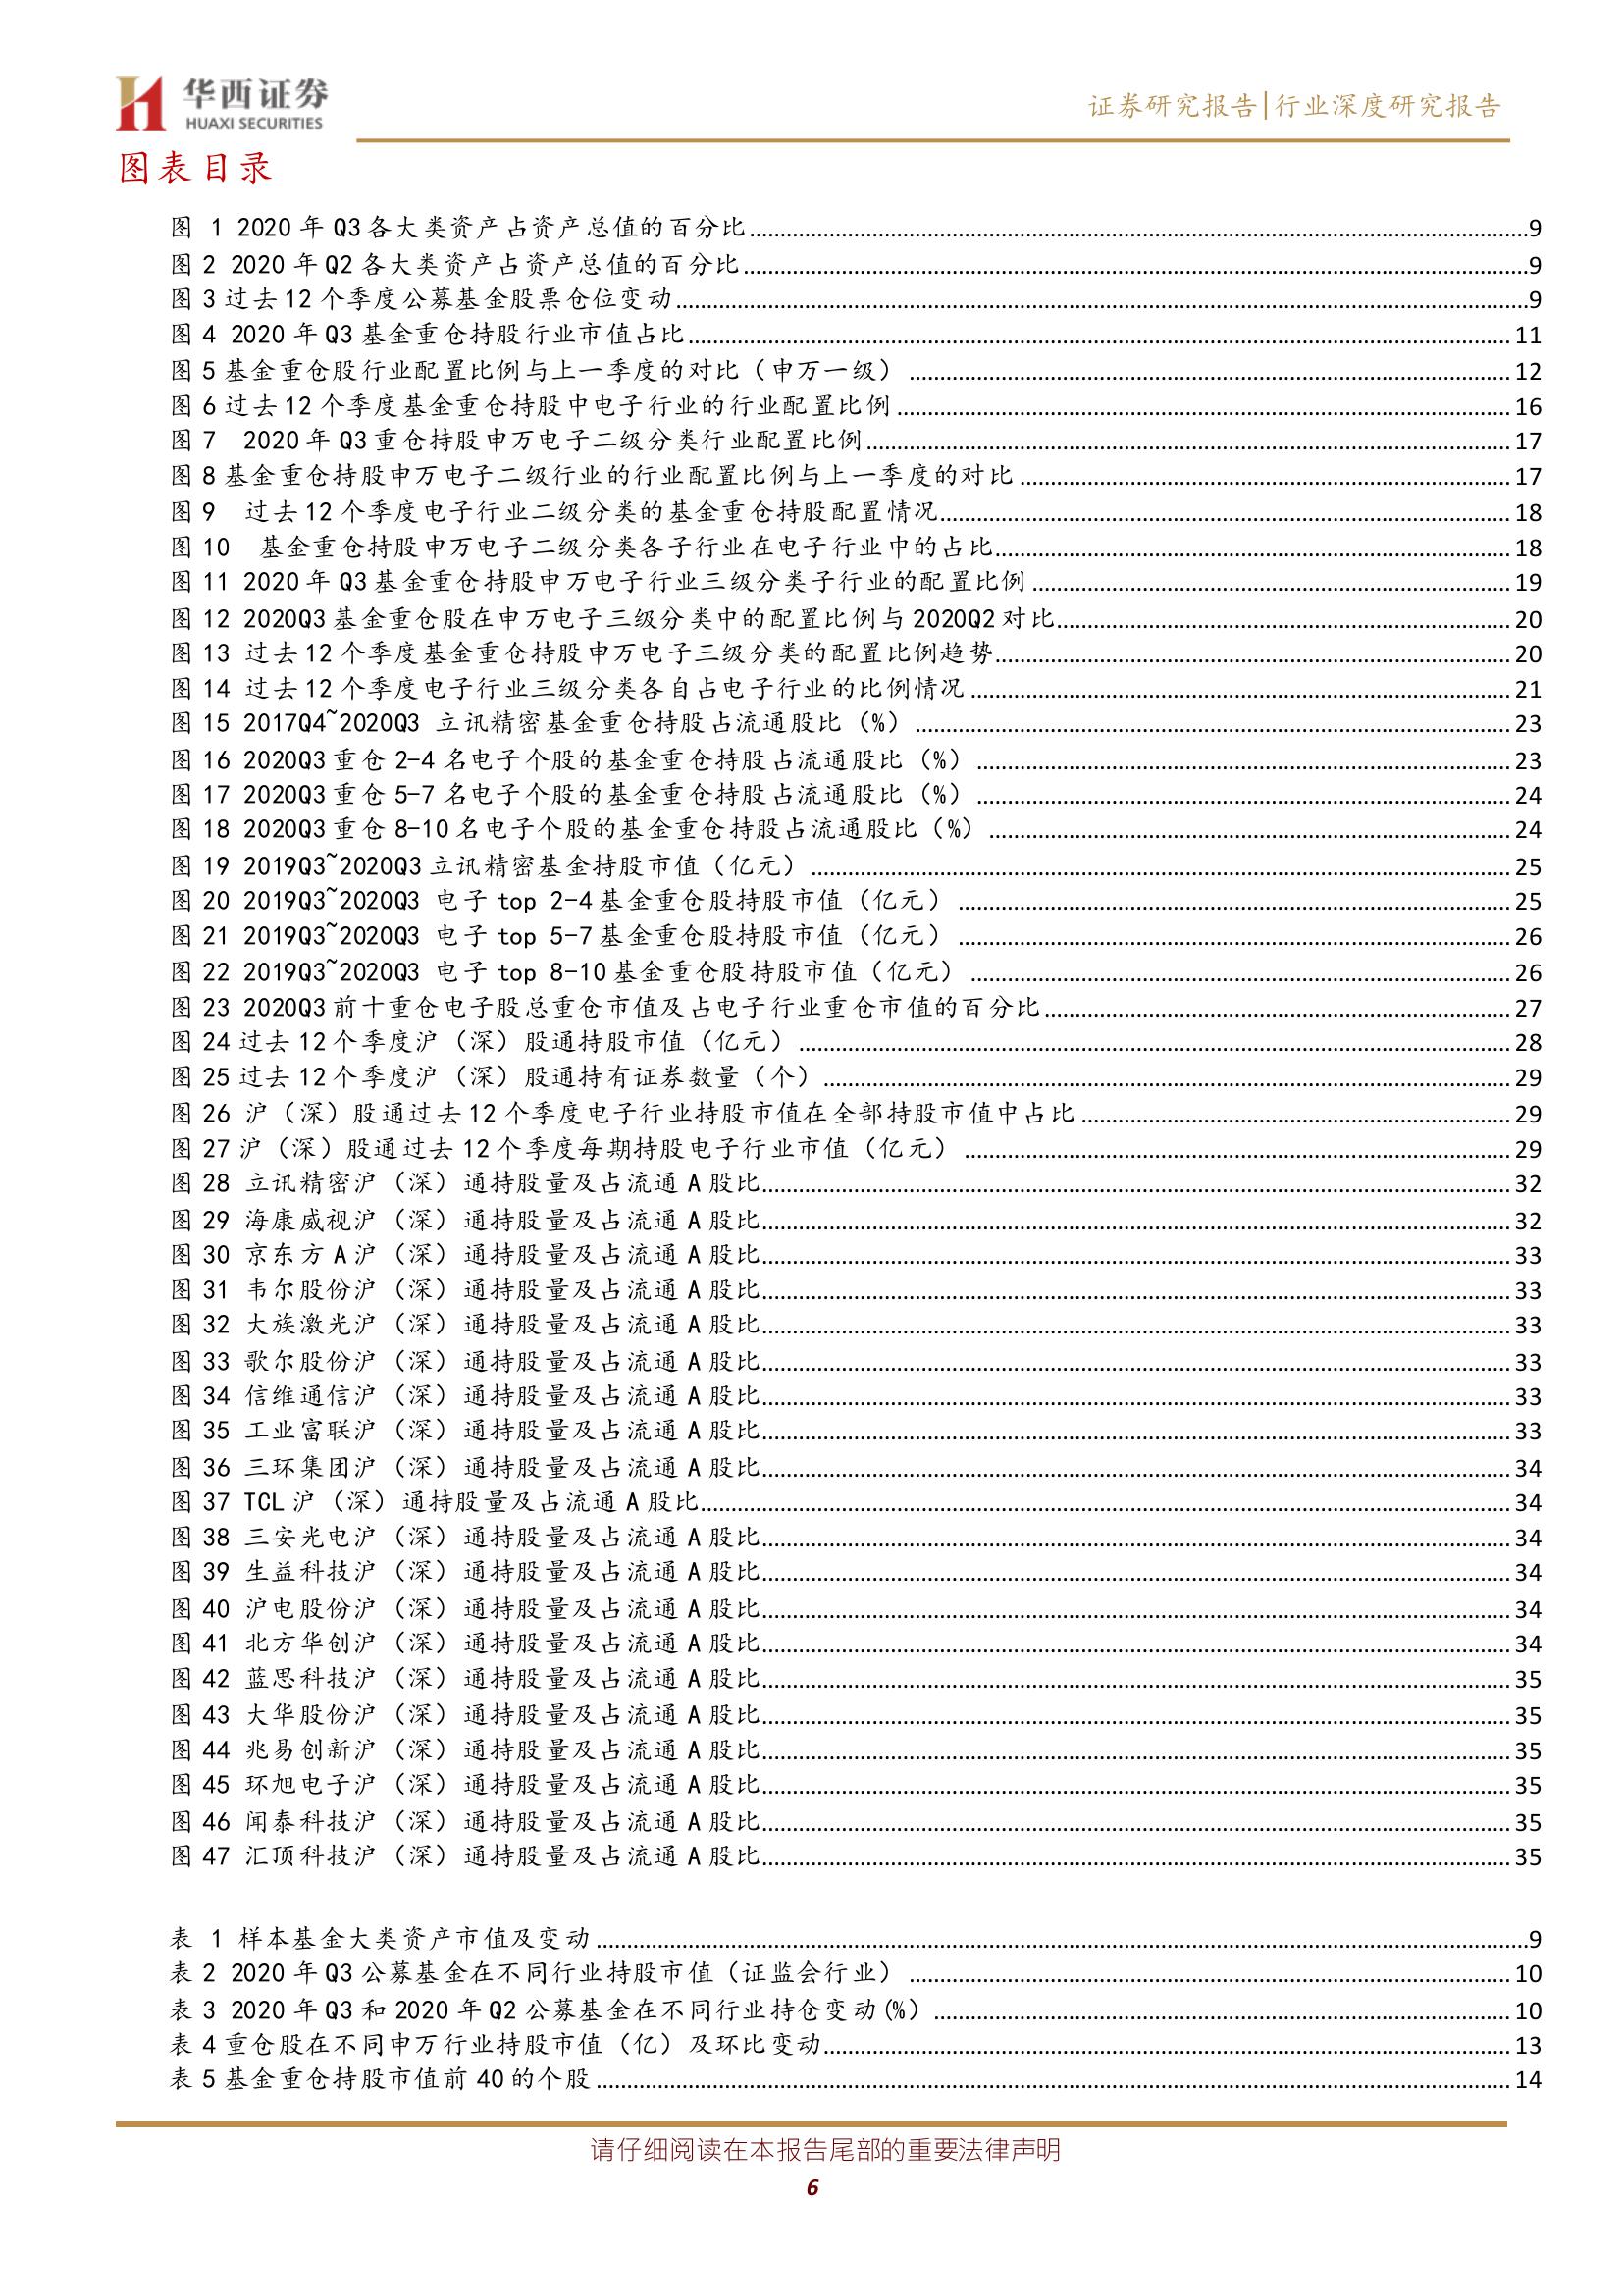 华西证券
HUAXI SECURITIES
证券研究报告|行业深度研究报告
图表目录
图 1 2020 年 Q3 各大类资产占资产总值的百分比....................9
图 2 2020 年 Q2 各大类资产占资产总值的百分比....................9
图 3 过去 12 个季度公募基金股票仓位变动....................9
图 4 2020 年 Q3 基金重仓持股行业市值占比....................11
图 5 基金重仓股行业配置比例与上一季度的对比（申万一级）....................12
图 6 过去 12 个季度基金重仓持股中电子行业的行业配置比例....................16
图 7 2020 年 Q3 重仓持股申万电子二级分类行业配置比例....................17
图 8 基金重仓持股申万电子二级行业的行业配置比例与上一季度的对比....................17
图 9 过去 12 个季度电子行业二级分类的基金重仓持股配置情况....................18
图 10 基金重仓持股申万电子二级分类各子行业在电子行业中的占比....................18
图 11 2020 年 Q3 基金重仓持股申万电子行业三级分类子行业的配置比例....................19
图 12 2020Q3 基金重仓股在申万电子三级分类中的配置比例与 2020Q2 对比....................20
图 13 过去 12 个季度基金重仓持股申万电子三级分类的配置比例趋势....................20
图 14 过去 12 个季度电子行业三级分类各自占电子行业的比例情况....................21
图 15 2017Q4~2020Q3 立讯精密基金重仓持股占流通股比（%）....................23
图 16 2020Q3 重仓 2-4 名电子个股的基金重仓持股占流通股比（%）....................23
图 17 2020Q3 重仓 5-7 名电子个股的基金重仓持股占流通股比（%）....................24
图 18 2020Q3 重仓 8-10 名电子个股的基金重仓持股占流通股比（%）....................24
图 19 2019Q3~2020Q3 立讯精密基金持股市值（亿元）....................25
图 20 2019Q3~2020Q3 电子 top 2-4 基金重仓股持股市值（亿元）....................25
图 21 2019Q3~2020Q3 电子 top 5-7 基金重仓股持股市值（亿元）....................26
图 22 2019Q3~2020Q3 电子 top 8-10 基金重仓股持股市值（亿元）....................26
图 23 2020Q3 前十重仓电子股总重仓市值及占电子行业重仓市值的百分比....................27
图 24 过去 12 个季度沪（深）股通持股市值（亿元）....................28
图 25 过去 12 个季度沪（深）股通持有证券数量（个）....................29
图 26 沪（深）股通过去 12 个季度电子行业持股市值在全部持股市值中占比....................29
图 27 沪（深）股通过去 12 个季度每期持股电子行业市值（亿元）....................29
图 28 立讯精密沪（深）通持股量及占流通 A 股比....................32
图 29 海康威视沪（深）通持股量及占流通 A 股比....................32
图 30 京东方 A 沪（深）通持股量及占流通 A 股比....................33
图 31 韦尔股份沪（深）通持股量及占流通 A 股比....................33
图 32 大族激光沪（深）通持股量及占流通 A 股比....................33
图 33 歌尔股份沪（深）通持股量及占流通 A 股比....................33
图 34 信维通信沪（深）通持股量及占流通 A 股比....................33
图 35 工业富联沪（深）通持股量及占流通 A 股比....................33
图 36 三环集团沪（深）通持股量及占流通 A 股比....................34
图 37 TCL 沪（深）通持股量及占流通 A 股比....................34
图 38 三安光电沪（深）通持股量及占流通 A 股比....................34
图 39 生益科技沪（深）通持股量及占流通 A 股比....................34
图 40 沪电股份沪（深）通持股量及占流通 A 股比....................34
图 41 北方华创沪（深）通持股量及占流通 A 股比....................34
图 42 蓝思科技沪（深）通持股量及占流通 A 股比....................35
图 43 大华股份沪（深）通持股量及占流通 A 股比....................35
图 44 兆易创新沪（深）通持股量及占流通 A 股比....................35
图 45 环旭电子沪（深）通持股量及占流通 A 股比....................35
图 46 闻泰科技沪（深）通持股量及占流通 A 股比....................35
图 47 汇顶科技沪（深）通持股量及占流通 A 股比....................35
表 1 样本基金大类资产市值及变动....................9
表 2 2020 年 Q3 公募基金在不同行业持股市值（证监会行业）....................10
表 3 2020 年 Q3 和 2020 年 Q2 公募基金在不同行业持仓变动(%)....................10
表 4 重仓股在不同申万行业持股市值（亿）及环比变动....................13
表 5 基金重仓持股市值前 40 的个股....................14
请仔细阅读在本报告尾部的重要法律声明
6